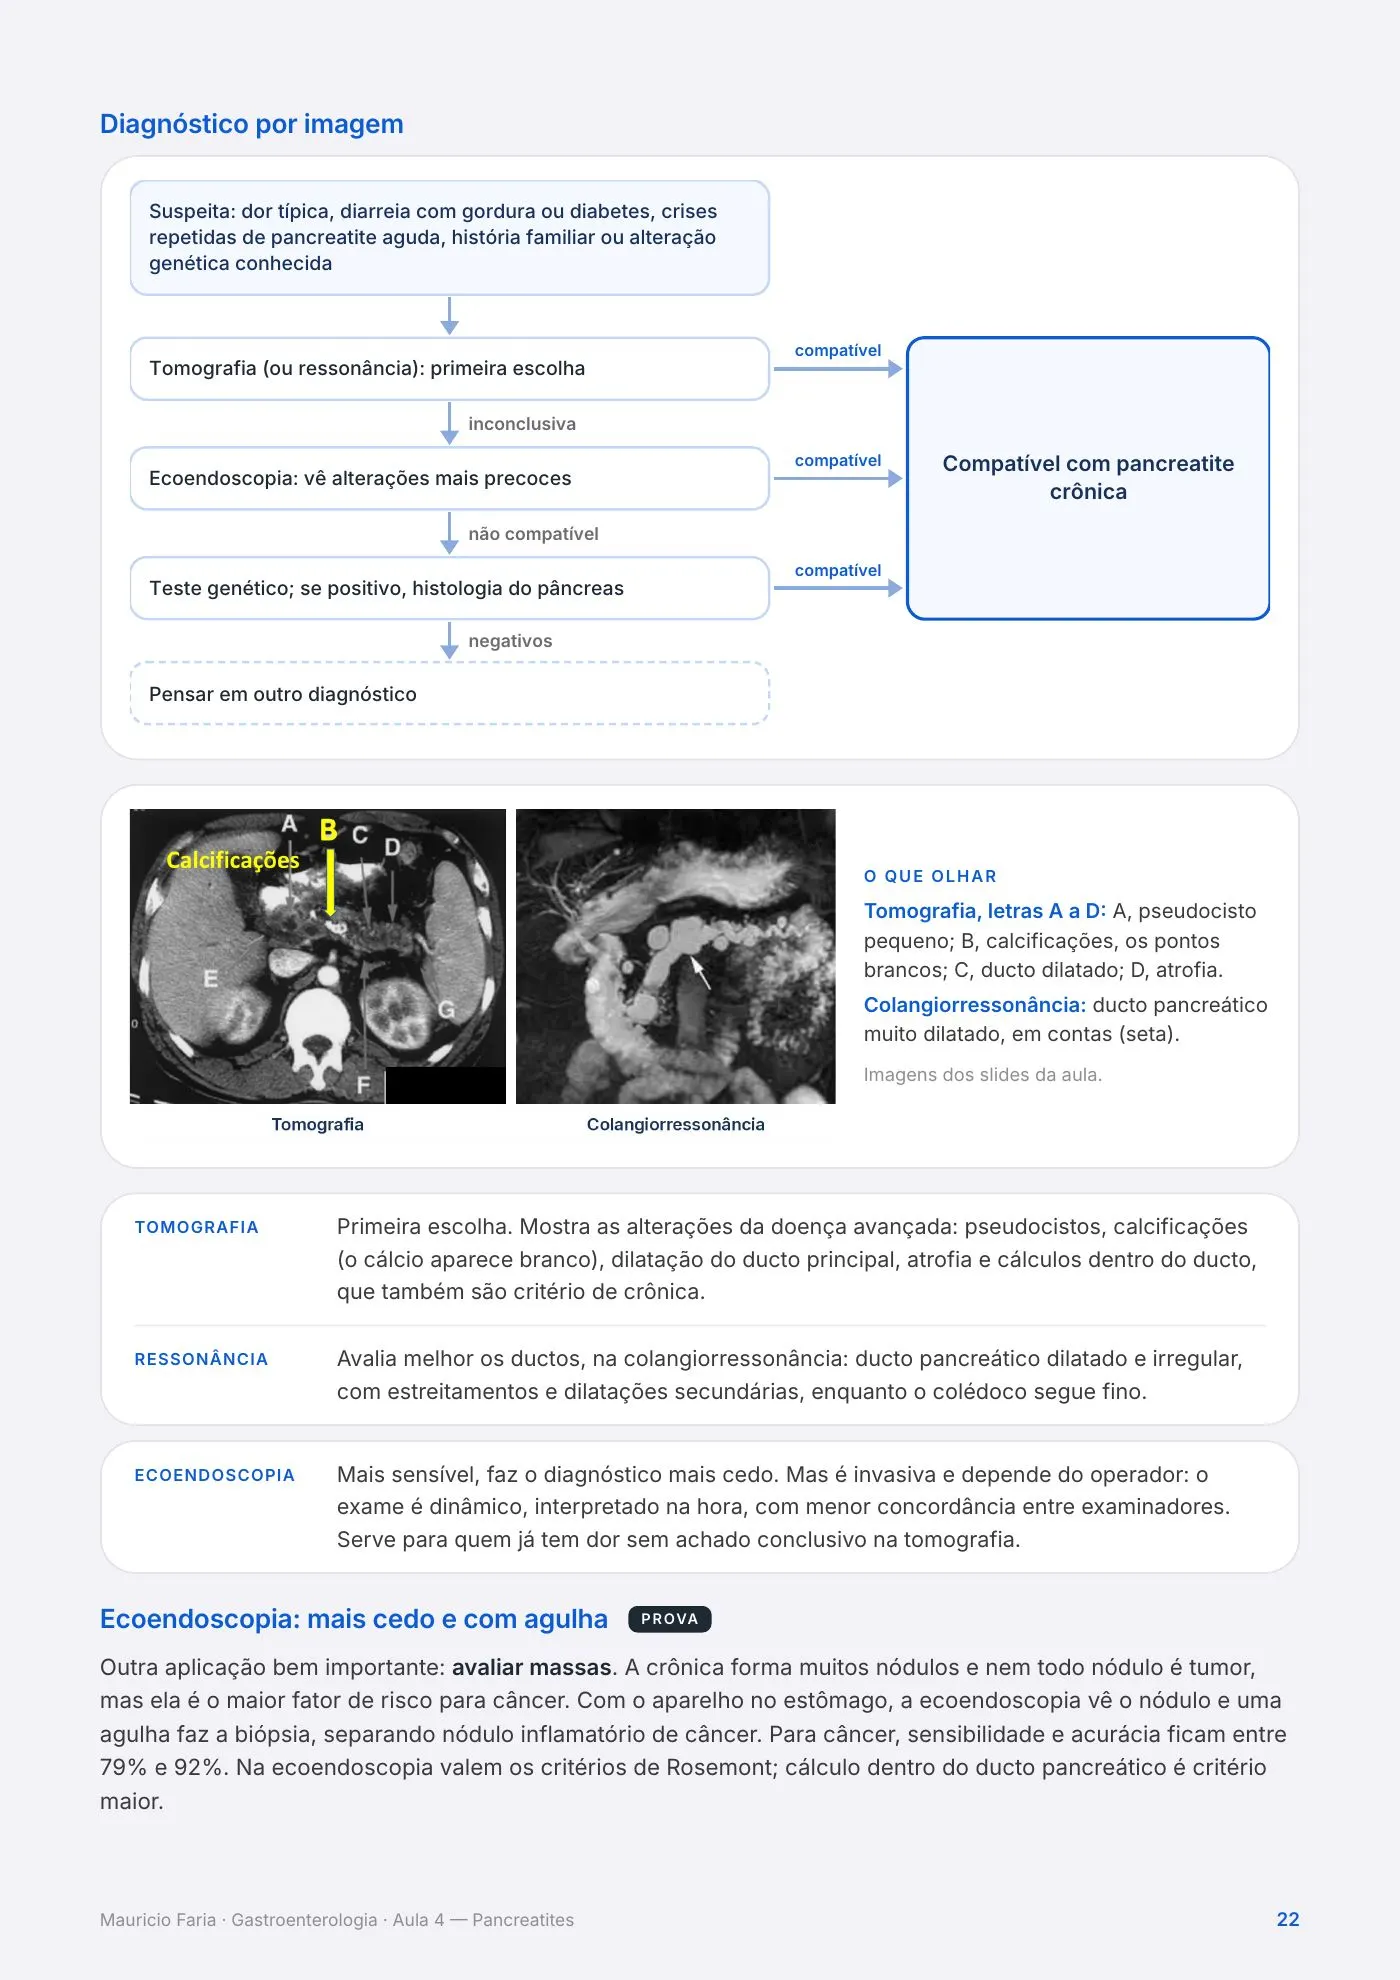 Diagnóstico por imagem
Suspeita: dor típica, diarreia com gordura ou diabetes, crises
repetidas de pancreatite aguda, história familiar ou alteração
genética conhecida
Tomografia (ou ressonância): primeira escolha
compatível
inconclusiva
Ecoendoscopia: vê alterações mais precoces
compatível
Compatível com pancreatite
crônica
não compatível
Teste genético; se positivo, histologia do pâncreas
compatível
negativos
Pensar em outro diagnóstico
A
B
C
D
Calcificações
E
G
F
0
Tomografia
Colangiorressonância
O QUE OLHAR
Tomografia, letras A a D: A, pseudocisto
pequeno; B, calcificações, os pontos
brancos; C, ducto dilatado; D, atrofia.
Colangiorressonância: ducto pancreático
muito dilatado, em contas (seta).
Imagens dos slides da aula.
TOMOGRAFIA
Primeira escolha. Mostra as alterações da doença avançada: pseudocistos, calcificações
(o cálcio aparece branco), dilatação do ducto principal, atrofia e cálculos dentro do ducto,
que também são critério de crônica.
RESSONÂNCIA
Avalia melhor os ductos, na colangiorressonância: ducto pancreático dilatado e irregular,
com estreitamentos e dilatações secundárias, enquanto o colédoco segue fino.
ECOENDOSCOPIA
Mais sensível, faz o diagnóstico mais cedo. Mas é invasiva e depende do operador: o
exame é dinâmico, interpretado na hora, com menor concordância entre examinadores.
Serve para quem já tem dor sem achado conclusivo na tomografia.
Ecoendoscopia: mais cedo e com agulha PROVA
Outra aplicação bem importante: avaliar massas. A crônica forma muitos nódulos e nem todo nódulo é tumor,
mas ela é o maior fator de risco para câncer. Com o aparelho no estômago, a ecoendoscopia vê o nódulo e uma
agulha faz a biópsia, separando nódulo inflamatório de câncer. Para câncer, sensibilidade e acurácia ficam entre
79% e 92%. Na ecoendoscopia valem os critérios de Rosemont; cálculo dentro do ducto pancreático é critério
maior.
Mauricio Faria · Gastroenterologia · Aula 4 — Pancreatites
22